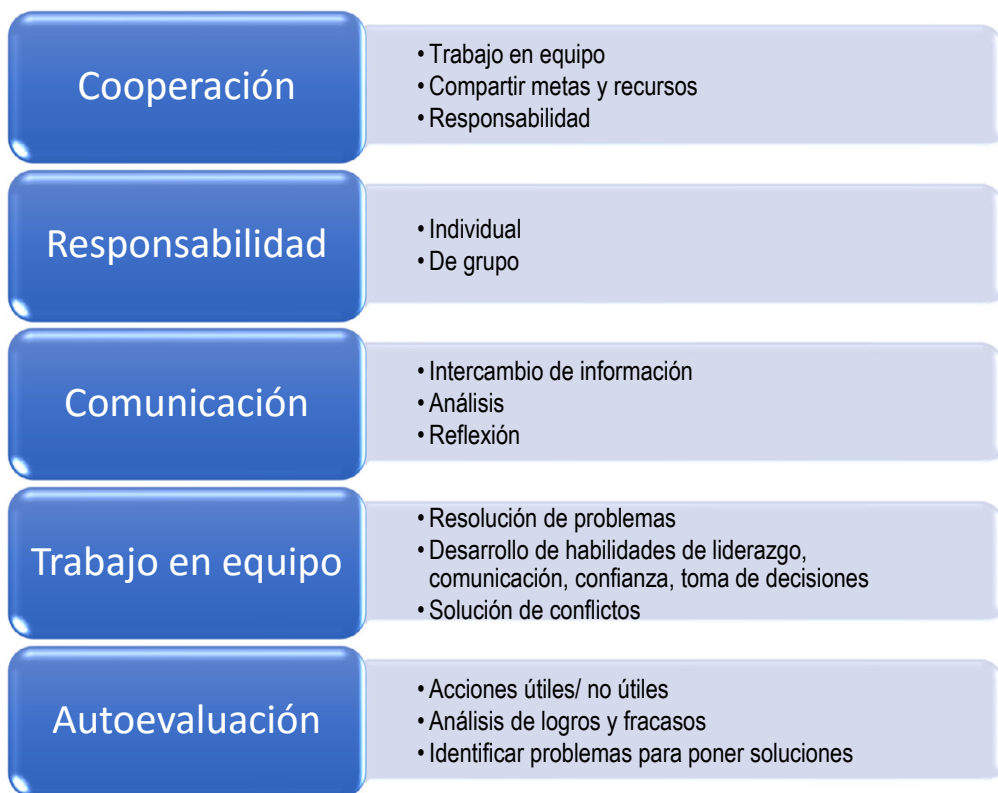 Cooperación
• Trabajo en equipo
• Compartir metas y recursos
• Responsabilidad
Responsabilidad
• Individual
• De grupo
Comunicación
• Intercambio de información
• Análisis
• Reflexión
Trabajo en equipo
• Resolución de problemas
• Desarrollo de habilidades de liderazgo,
comunicación, confianza, toma de decisiones
• Solución de conflictos
Autoevaluación
• Acciones útiles/ no útiles
• Análisis de logros y fracasos
• Identificar problemas para poner soluciones